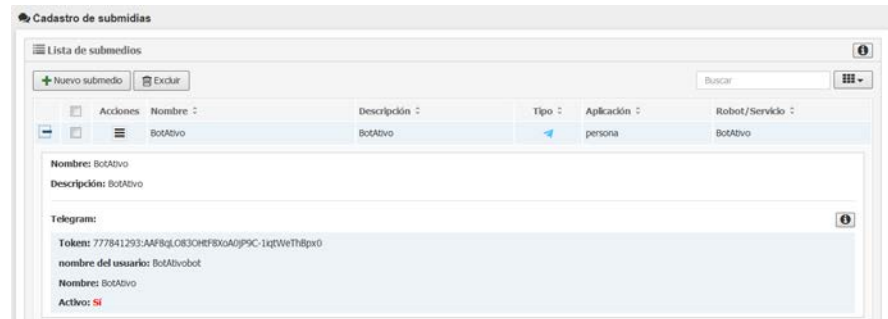 Cadastro de submidias
Lista de submedios
Nuevo submedio Excluir Buscar
Acciones Nombre Descripción Tipo Aplicación Robot/Servicio
BotAtivo BotAtivo persona BotAtivo
Nombre: BotAtivo
Descripción: BotAtivo
Telegram:
Token: 777841293:AAF8qLO83OHtF8XoA0jP9C-1iqtWeThBpx0
nombre del usuario: BotAtivobot
Nombre: BotAtivo
Activo: Sí